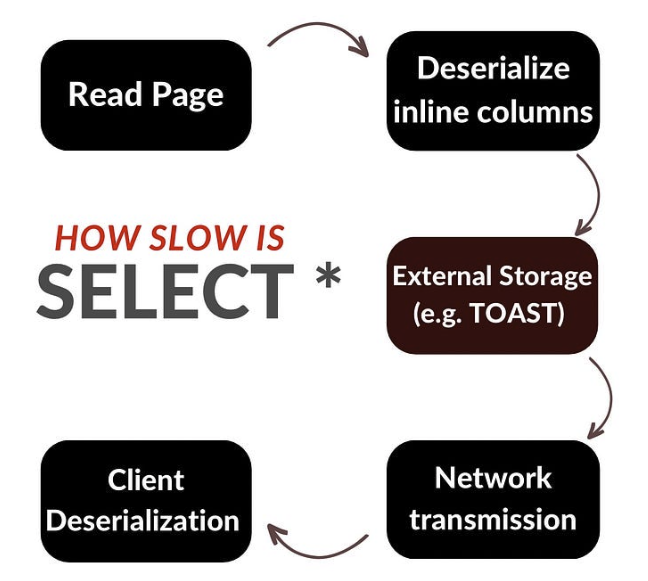 Read Page
Deserialize
inline columns
HOW SLOW IS
SELECT *
External Storage
(e.g. TOAST)
Client
Deserialization
Network
transmission